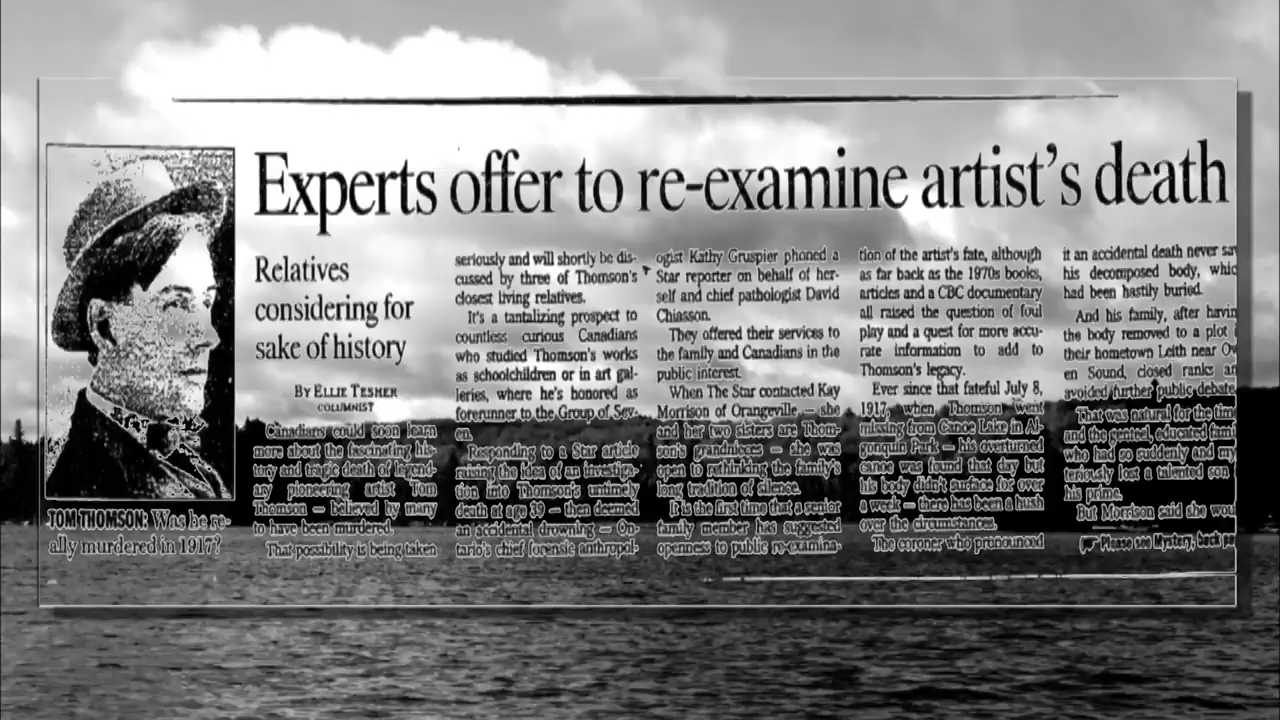 Experts offer to re-examine artist's death
Relatives
considering for
sake of history
BY ELLIE TESHER
COLUMNIST
Canadians could soon learn
more about the fascinating his-
tory and tragic death of legend-
ary pioneering artist Tom
Thomson — believed by many
to have been murdered.
That possibility is being taken
seriously and will shortly be dis-
cussed by three of Thomson's
closest living relatives.
It's a tantalizing prospect to
countless curious Canadians
who studied Thomson's works
as schoolchildren or in art gal-
leries, where he's honored as
forerunner to the Group of Sev-
en.
Responding to a Star article
raising the idea of an investiga-
tion into Thomson's untimely
death at age 39 — then deemed
an accidental drowning — On-
tario's chief forensic anthropol-
ogist Kathy Gruspier phoned a
Star reporter on behalf of her-
self and chief pathologist David
Chiasson.
They offered their services to
the family and Canadians in the
public interest.
When The Star contacted Kay
Morrison of Orangeville — she
and her two sisters are Thom-
son's grandnieces — she was
open to rethinking the family's
long tradition of silence.
It is the first time that a senior
family member has suggested
openness to public re-examina-
tion of the artist's fate, although
as far back as the 1970s books,
articles and a CBC documentary
all raised the question of foul
play and a quest for more accu-
rate information to add to
Thomson's legacy.
Ever since that fateful July 8,
1917, when Thomson went
missing from Canoe Lake in Al-
gonquin Park — his overturned
canoe was found that day but
his body didn't surface for over
a week — there has been a hush
over the circumstances.
The coroner who pronounced
it an accidental death never
his decomposed body,
had been hastily buried.
And his family, after
the body removed to a plot
their hometown Leith near
en Sound, closed ranks
avoided further public debate.
That was natural for the
and the genteel, educated
who had so suddenly and
teriously lost a talented son
his prime.
But Morrison said she
Please see Mystery, back
TOM THOMSON: Was he re-
ally murdered in 1917?